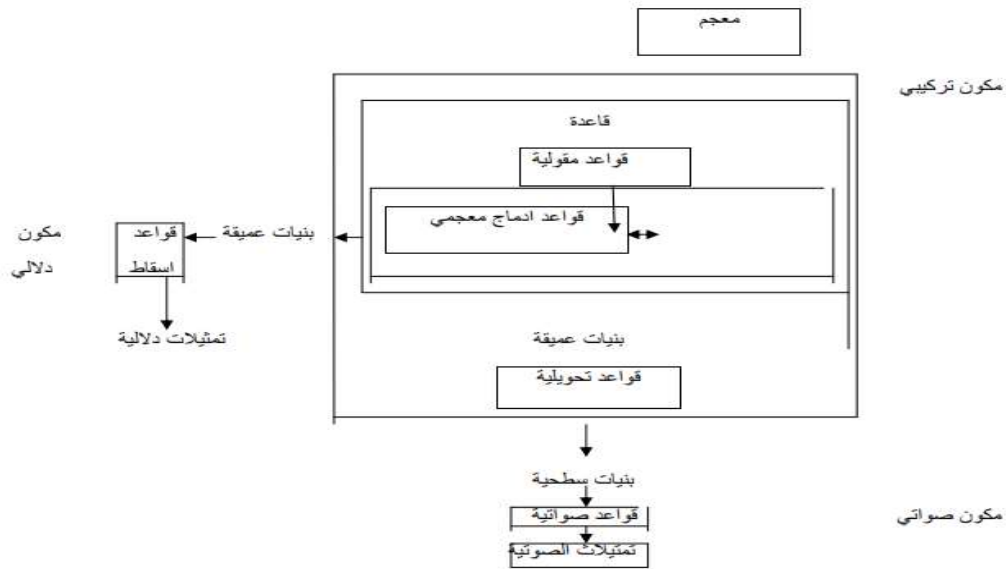 معجم
مكون تركيبي
قاعدة
قواعد مقولية
قواعد ادماج معجمي
بنيات عميقة
قواعد
اسقاط
مكون
دلالي
تمثيلات دلالية
بنيات عميقة
قواعد تحويلية
بنيات سطحية
قواعد صواتية
مكون صواتي
تمتيلات الصوتية